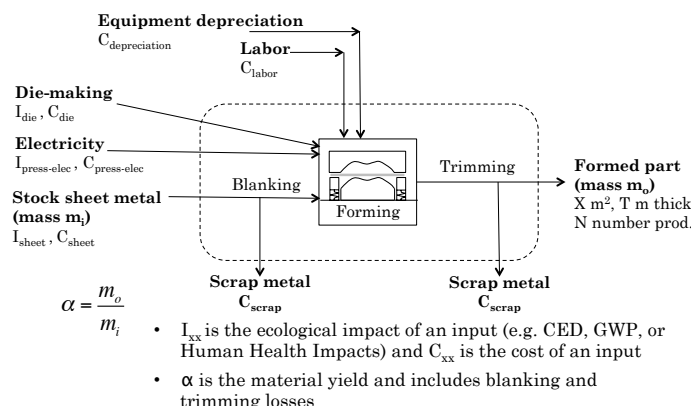 Equipment depreciation
C_depreciation
Labor
C_labor
Die-making
I_die , C_die
Electricity
I_press-elec , C_press-elec
Stock sheet metal
(mass m_i)
I_sheet , C_sheet
Blanking
Forming
Trimming
Formed part
(mass m_o)
X m², T m thick
N number prod.
Scrap metal
C_scrap
Scrap metal
C_scrap
α = m_o / m_i
• I_xx is the ecological impact of an input (e.g. CED, GWP, or
Human Health Impacts) and C_xx is the cost of an input
• α is the material yield and includes blanking and
trimming losses